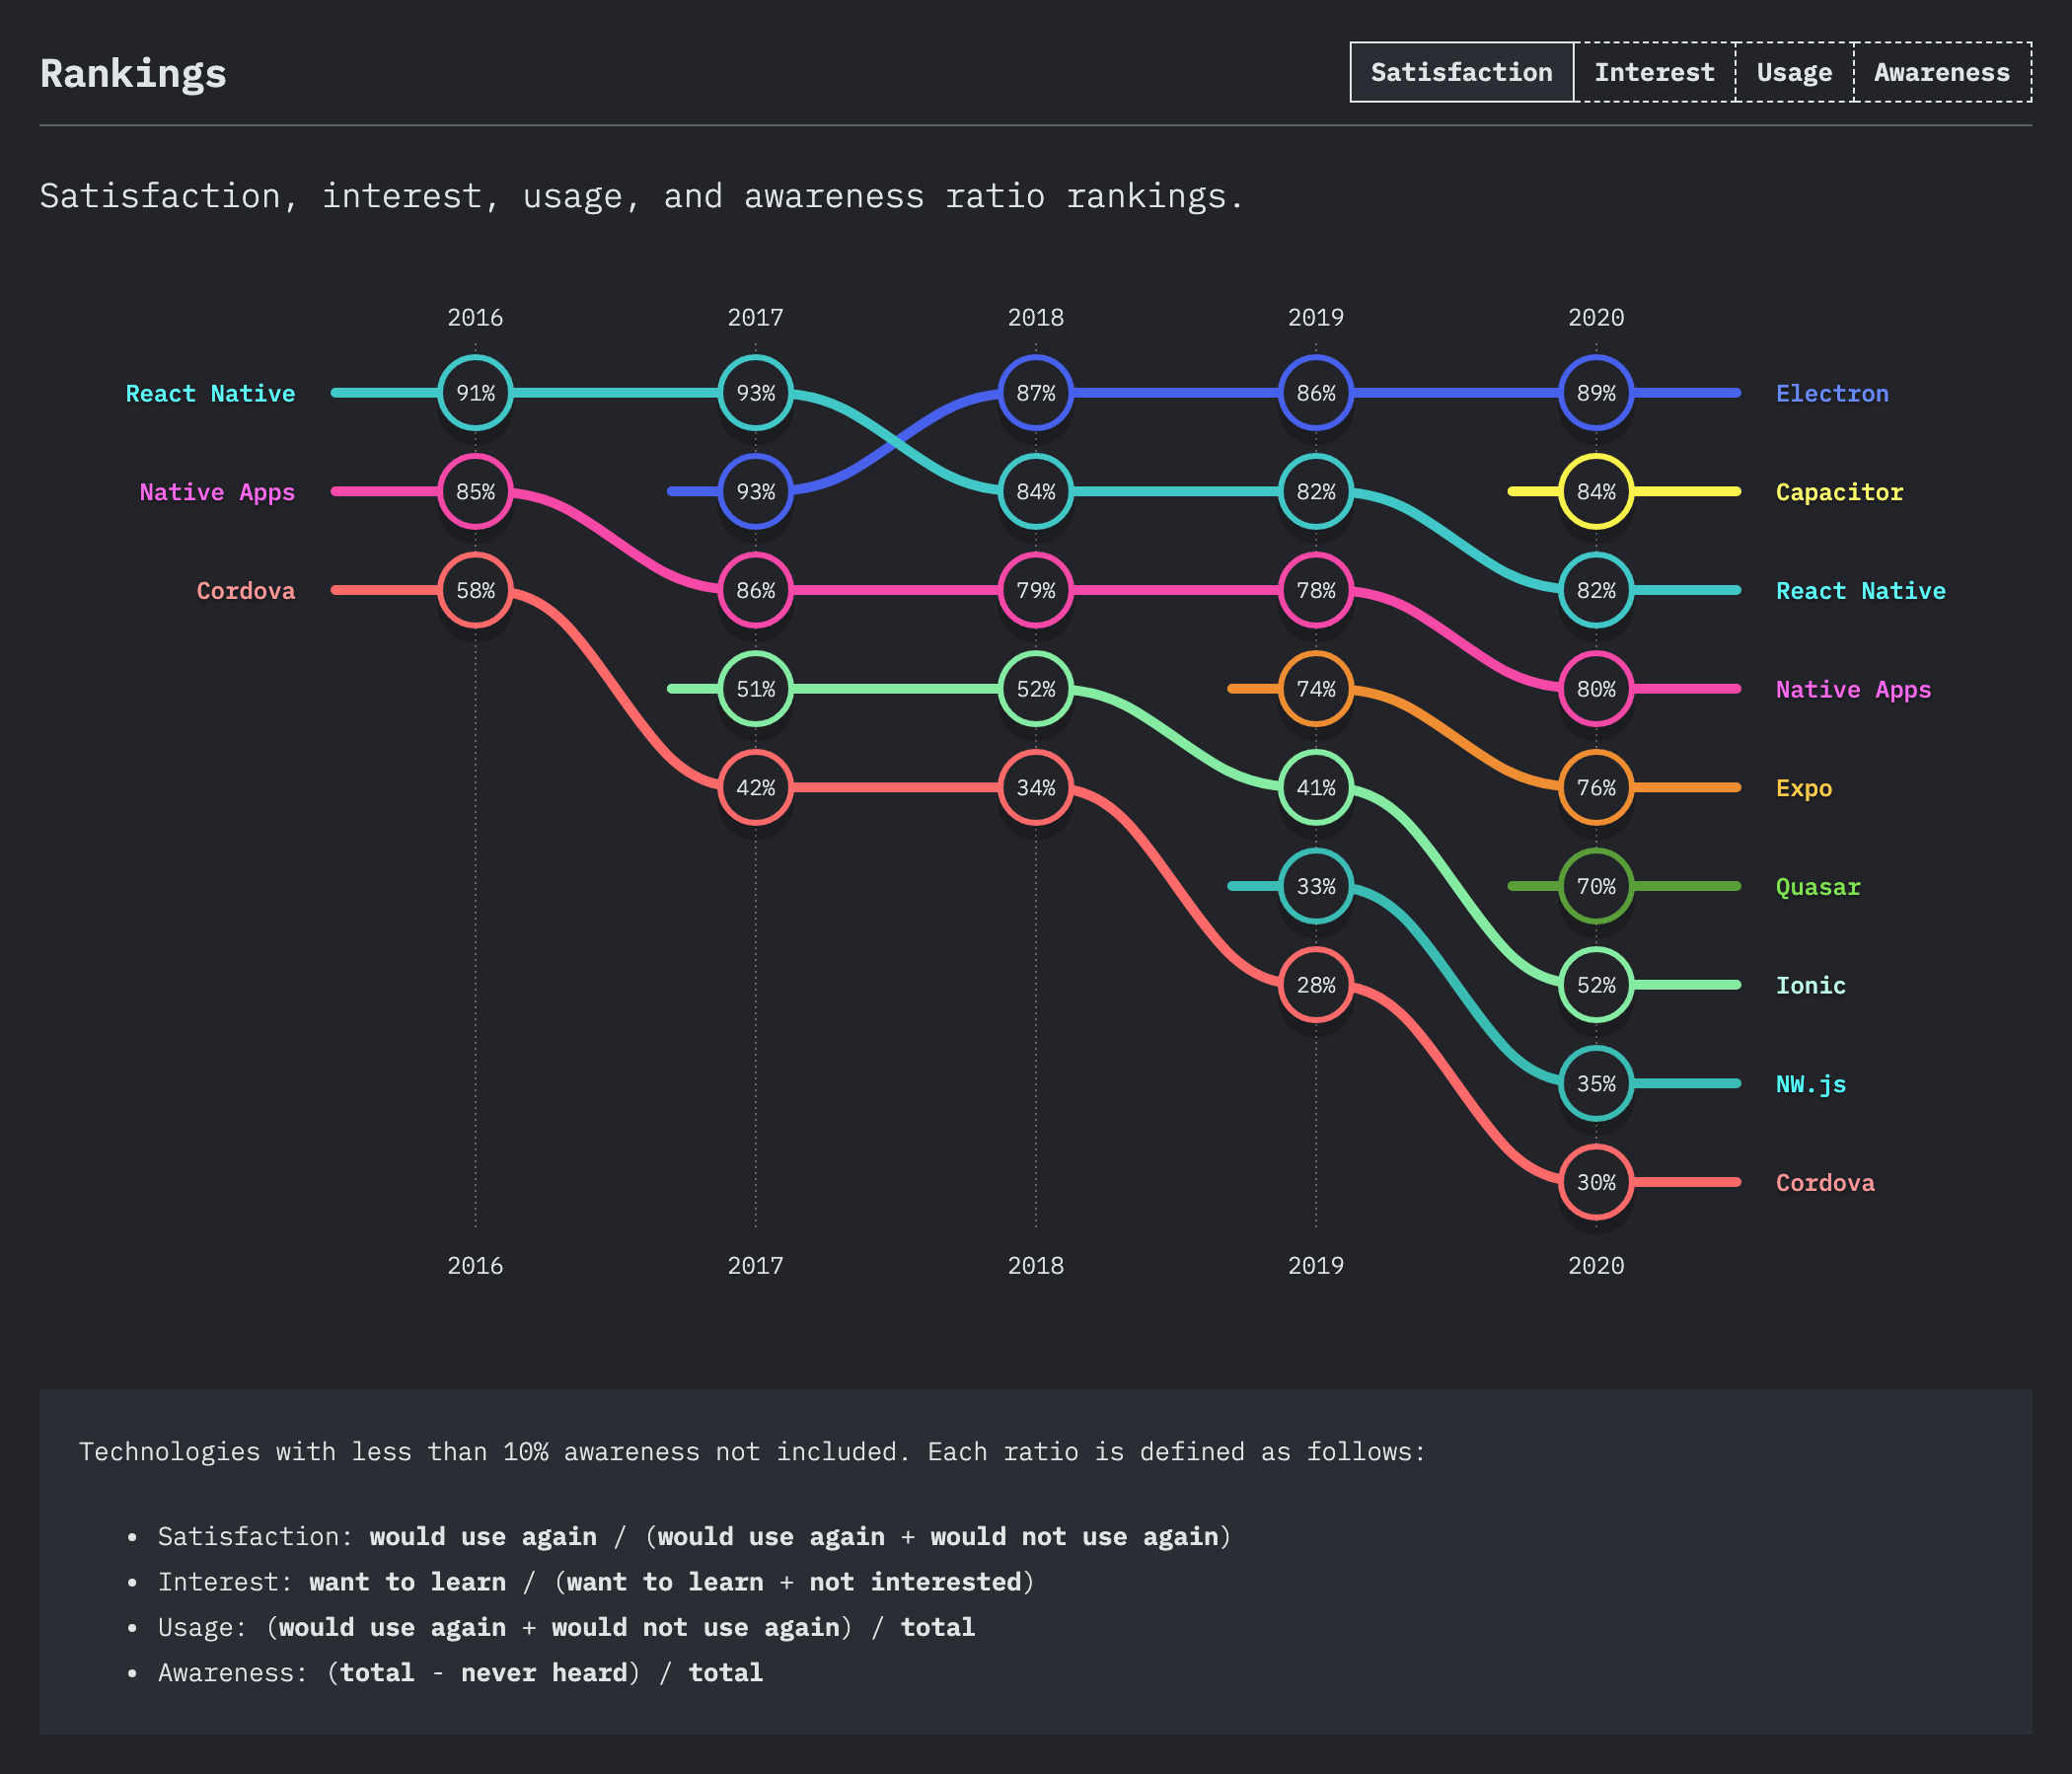 Rankings
Satisfaction Interest Usage Awareness
Satisfaction, interest, usage, and awareness ratio rankings.
2016 2017 2018 2019 2020
React Native 91% 93% 87% 86% 89% Electron
Native Apps 85% 93% 84% 82% 84% Capacitor
Cordova 58% 86% 79% 78% 82% React Native
51% 52% 74% 80% Native Apps
42% 34% 41% 76% Expo
33% 70% Quasar
28% 52% Ionic
35% NW.js
30% Cordova
2016 2017 2018 2019 2020
Technologies with less than 10% awareness not included. Each ratio is defined as follows:
• Satisfaction: would use again / (would use again + would not use again)
• Interest: want to learn / (want to learn + not interested)
• Usage: (would use again + would not use again) / total
• Awareness: (total - never heard) / total